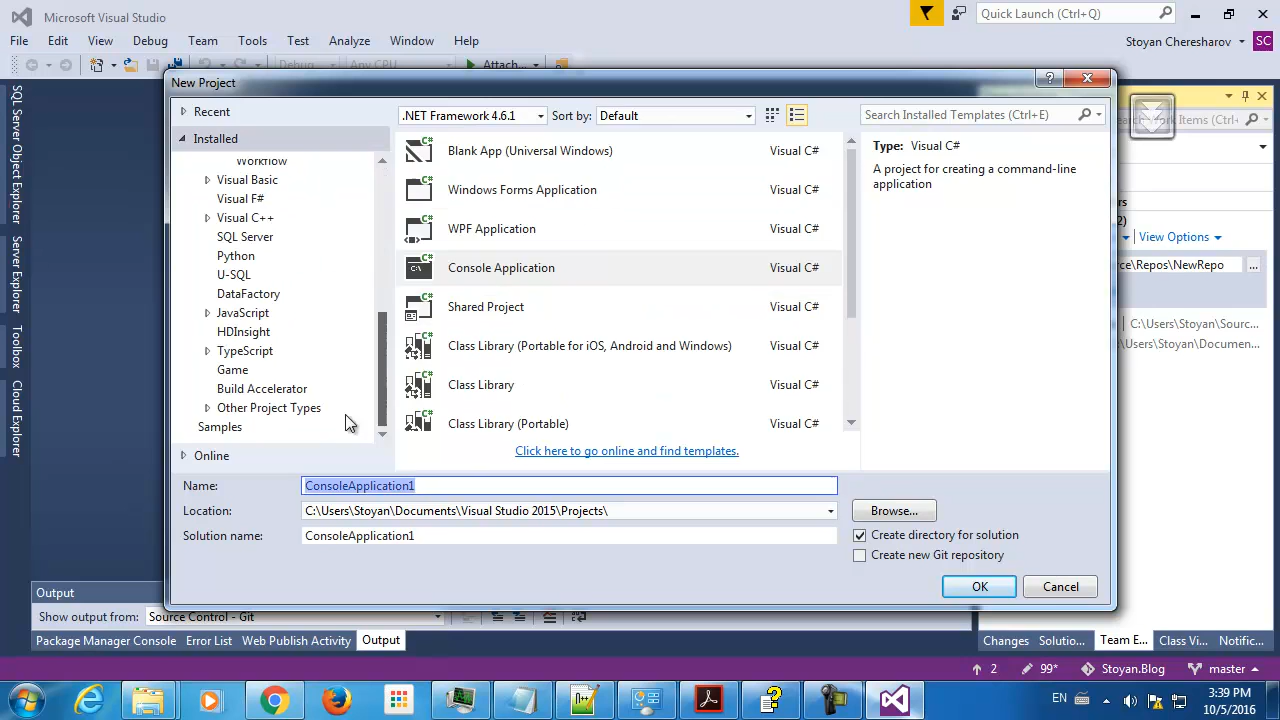 Microsoft Visual Studio
Quick Launch (Ctrl+Q)
File Edit View Debug Team Tools Test Analyze Window Help
Stoyan Cheresharov SC
Debug Any CPU Attach...
New Project
Recent
.NET Framework 4.6.1 Sort by: Default
Search Installed Templates (Ctrl+E)
Installed
Workflow
Visual Basic
Visual F#
Visual C++
SQL Server
Python
U-SQL
DataFactory
JavaScript
HDInsight
TypeScript
Game
Build Accelerator
Other Project Types
Samples
Online
Blank App (Universal Windows) Visual C#
Windows Forms Application Visual C#
WPF Application Visual C#
Console Application Visual C#
Shared Project Visual C#
Class Library (Portable for iOS, Android and Windows) Visual C#
Class Library Visual C#
Class Library (Portable) Visual C#
Click here to go online and find templates.
Type: Visual C#
A project for creating a command-line
application
Name: ConsoleApplication1
Location: C:\Users\Stoyan\Documents\Visual Studio 2015\Projects\
Browse...
Solution name: ConsoleApplication1
Create directory for solution
Create new Git repository
OK Cancel
SQL Server Object Explorer
Server Explorer
Toolbox
Cloud Explorer
Work Items (Ctrl+
View Options
rce\Repos\NewRepo ...
C:\Users\Stoyan\Sourc...
C:\Users\Stoyan\Documen...
Output
Show output from: Source Control - Git
Package Manager Console Error List Web Publish Activity Output
Changes Solutio... Team E... Class Vi... Notific...
2 99* Stoyan.Blog master
EN
3:39 PM
10/5/2016